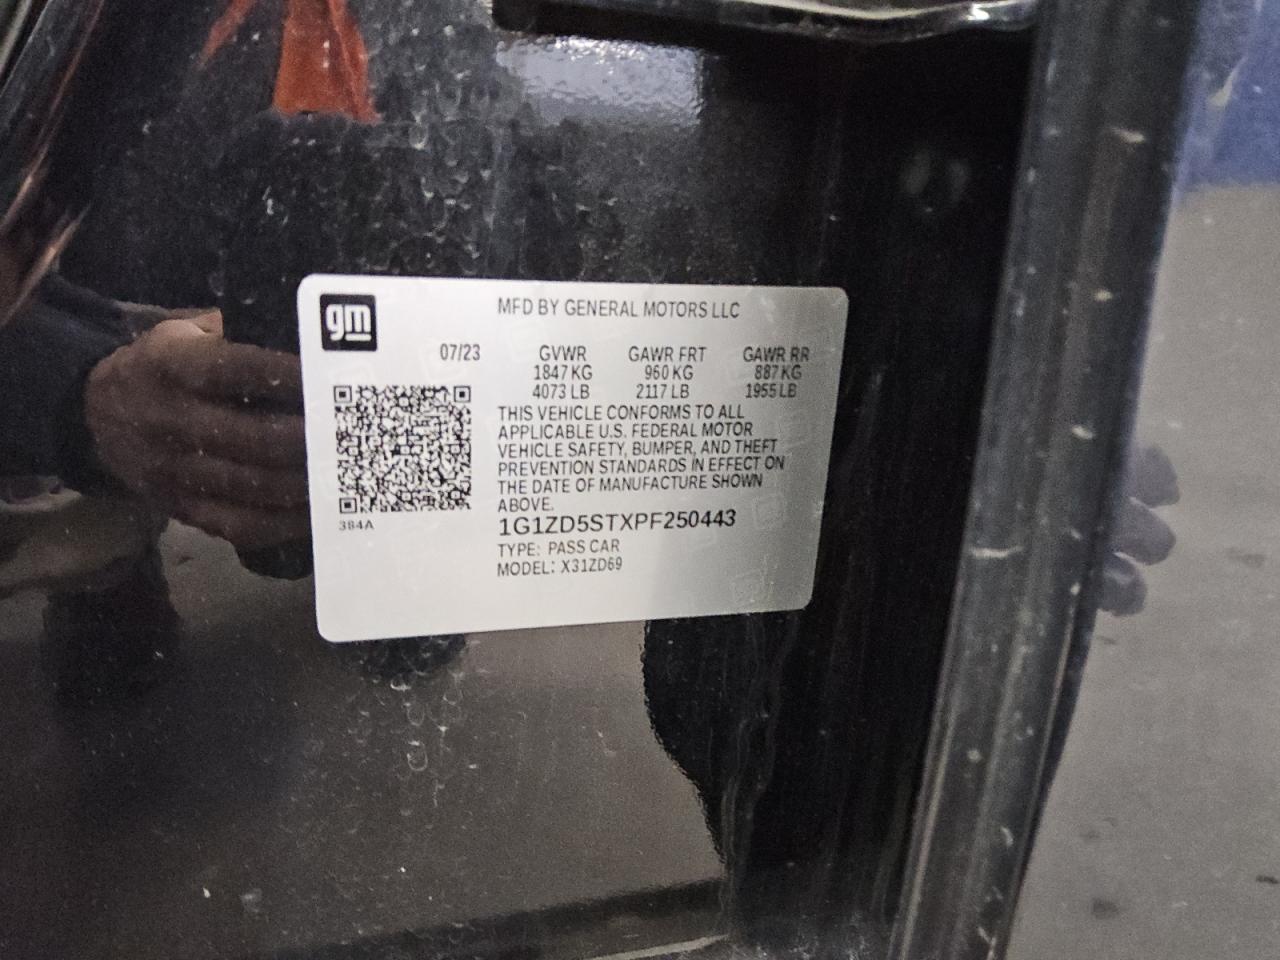 gm
MFD BY GENERAL MOTORS LLC
07/23 GVWR GAWR FRT GAWR RR
1847 KG 960 KG 887 KG
4073 LB 2117 LB 1955 LB
THIS VEHICLE CONFORMS TO ALL
APPLICABLE U.S. FEDERAL MOTOR
VEHICLE SAFETY, BUMPER, AND THEFT
PREVENTION STANDARDS IN EFFECT ON
THE DATE OF MANUFACTURE SHOWN
ABOVE.
384A
1G1ZD5STXPF250443
TYPE: PASS CAR
MODEL: X31ZD69